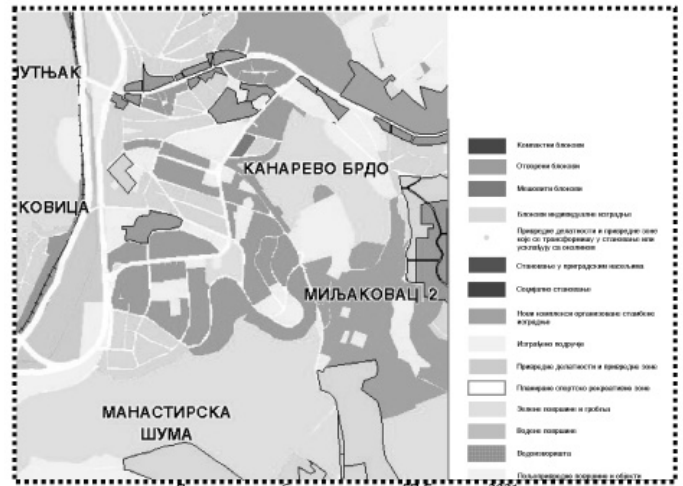 УТЊАК
КАНАРЕВО БРДО
КОВИЦА
МИЉАКОВАЦ 2
МАНАСТИРСКА
ШУМА
Компактни блокови
Отворени блокови
Мешовити блокови
Блокови индивидуалне изградње
Привредне делатности и привредне зоне
које се трансформишу у становање или
усклађују са околином
Становање у приградским насељима
Социјално становање
Нови комплекси организоване стамбене
изградње
Изграђено подручје
Привредне делатности и привредне зоне
Планиране спортско рекреативне зоне
Зелене површине и гробља
Водене површине
Водоизворишта
Пољопривредне површине и објекти